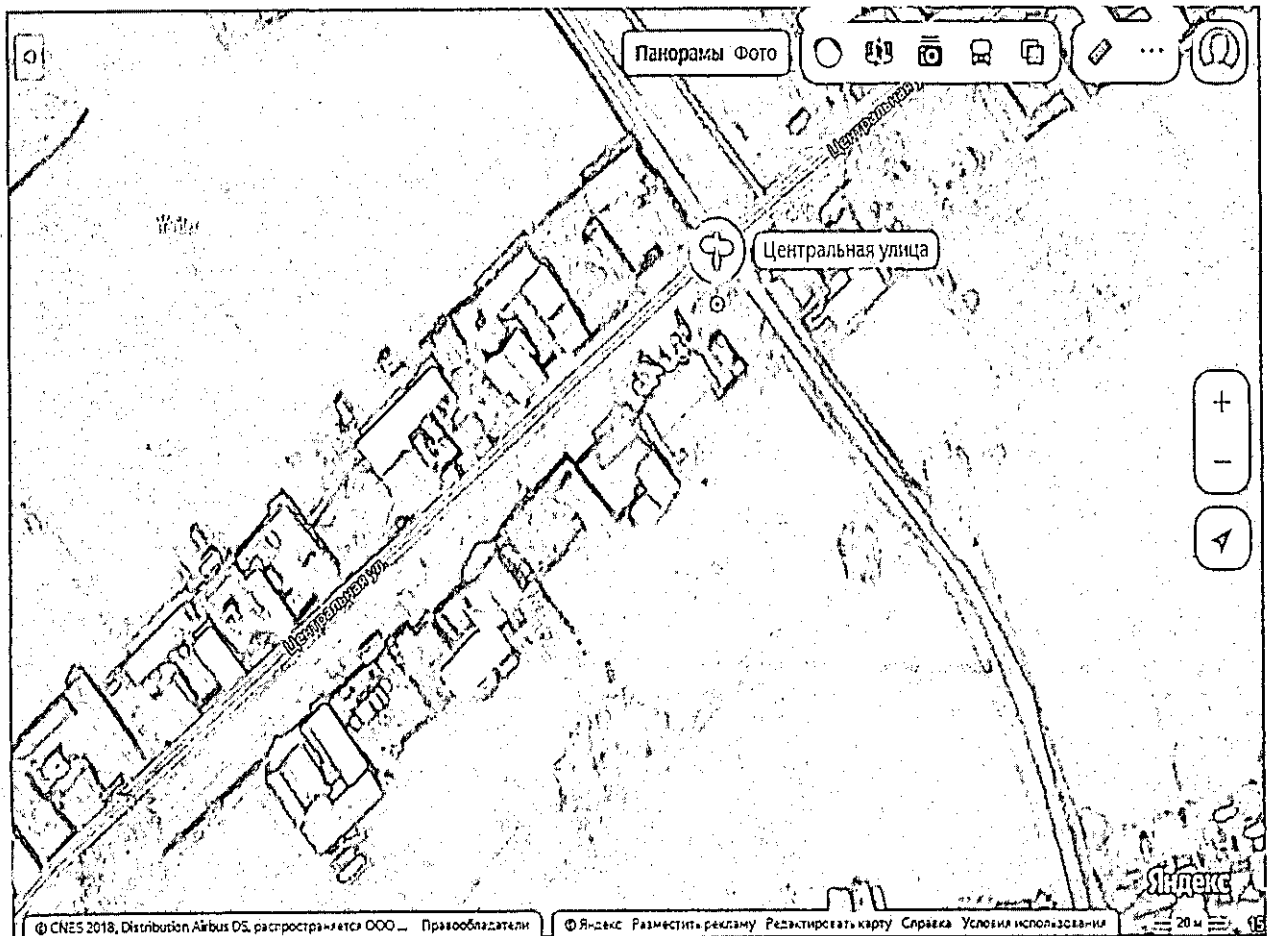 Панорамы Фото
Центральная
Центральная улица
Центральная ул.
Яндекс
© CNES 2018, Distribution Airbus DS, распространяется ООО ... Правообладатели
© Яндекс Разместить рекламу Редактировать карту Справка Условия использования
20 м
15